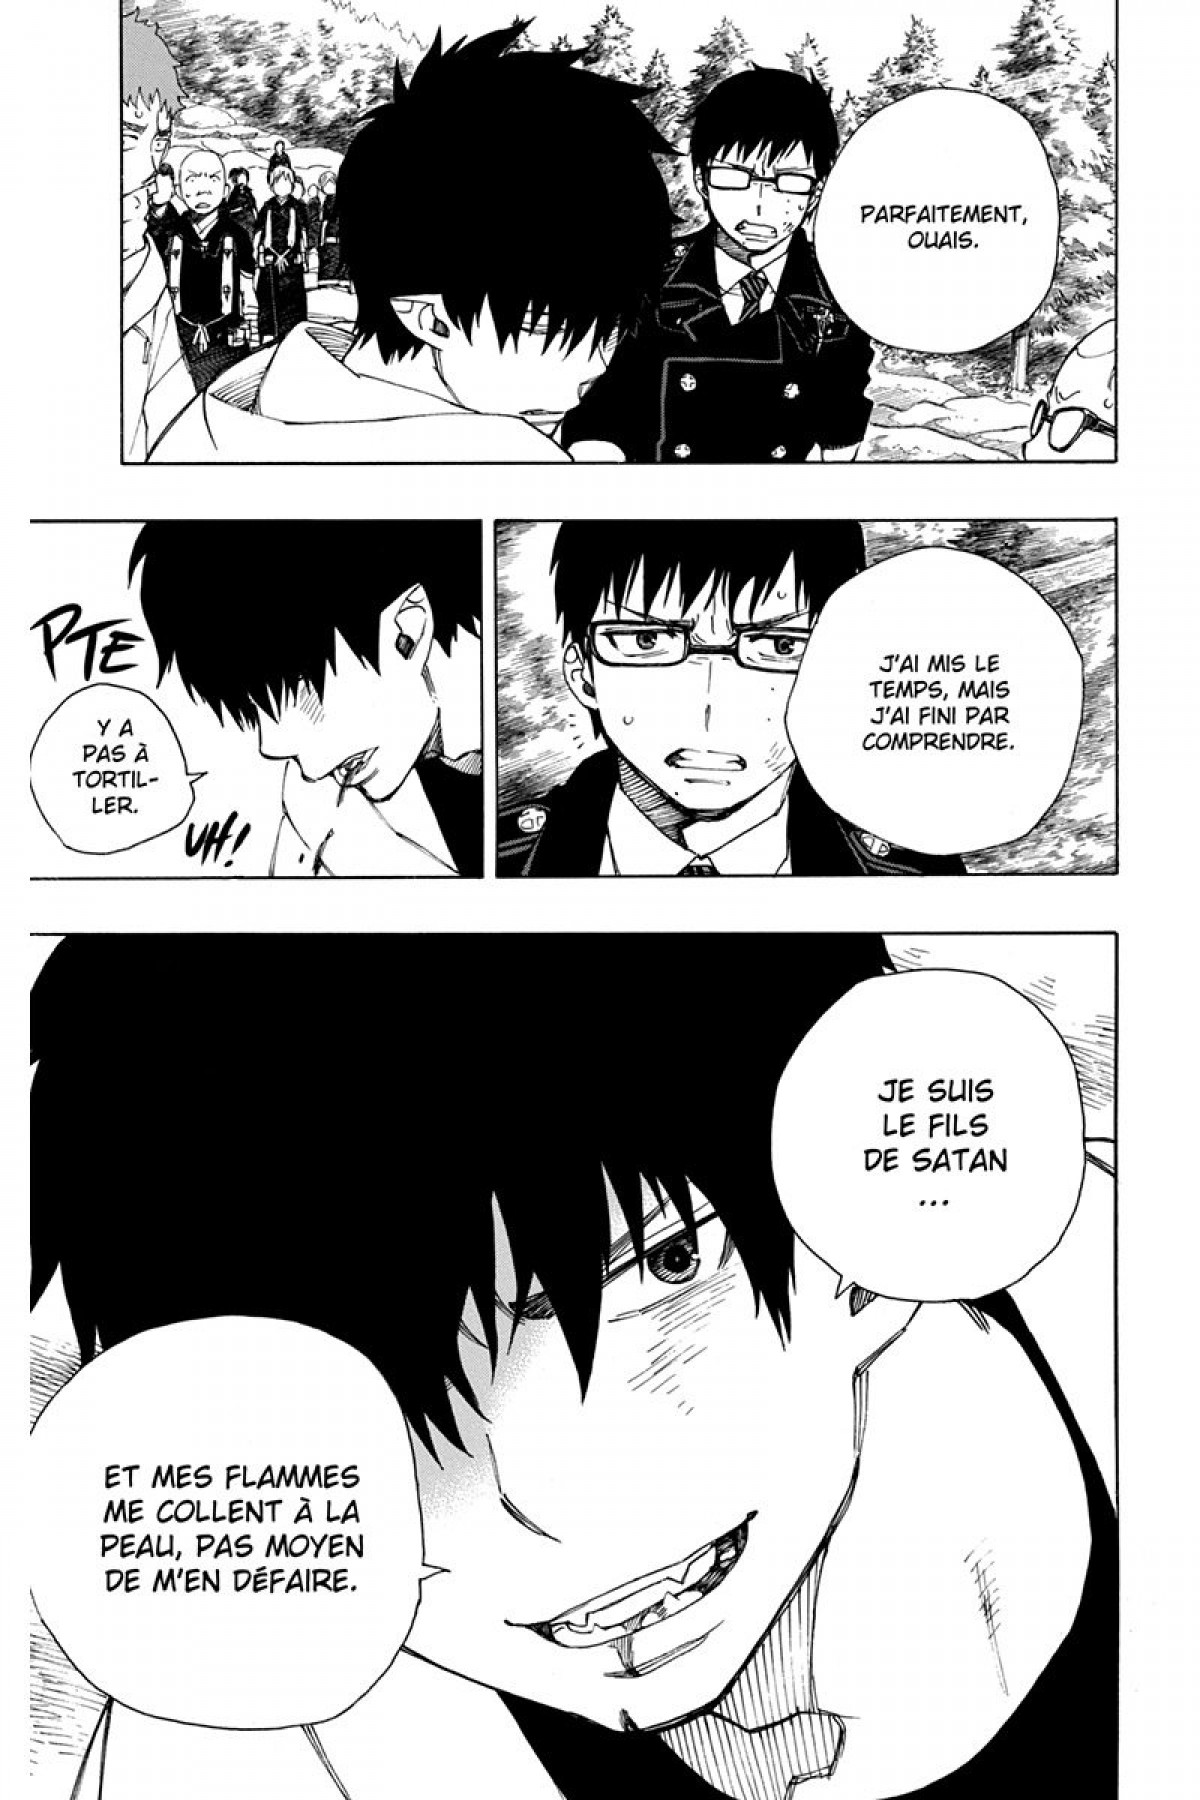 PARFAITEMENT,
OUAIS.
J'AI MIS LE
TEMPS, MAIS
J'AI FINI PAR
COMPRENDRE.
PTE
Y A
PAS À
TORTIL-
LER.
UH!
JE SUIS
LE FILS
DE SATAN
...
ET MES FLAMMES
ME COLLENT À LA
PEAU, PAS MOYEN
DE M'EN DÉFAIRE.